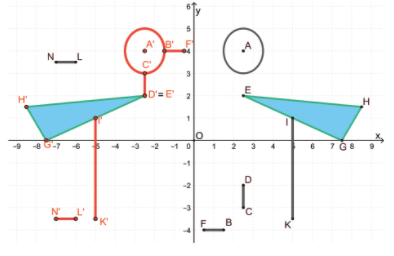 6 y
5
N L A' B' F' A
4
C'
3
H' D' = E' E H
2
I' 1 I
G' O G x
-9 -8 -7 -6 -5 -4 -3 -2 -1 0 1 2 3 4 5 6 7 8 9
-1
D
-2
N' L' C
-3
K' F B K
-4